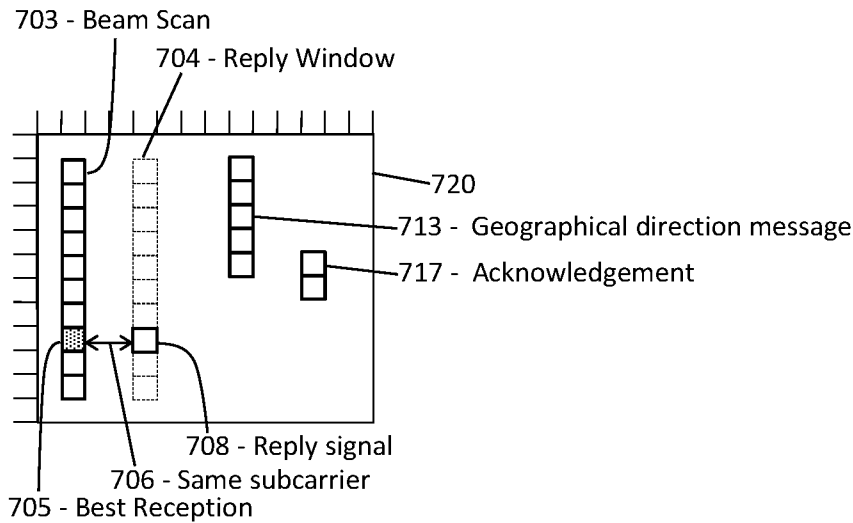 703 - Beam Scan
704 - Reply Window
720
713 - Geographical direction message
717 - Acknowledgement
708 - Reply signal
706 - Same subcarrier
705 - Best Reception